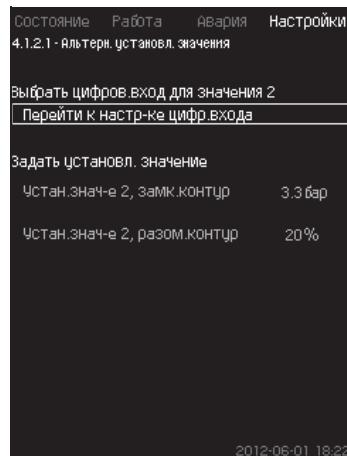 Состояние Работа Авария Настройки
4.1.2.1 - Альтерн. установл. значения
Выбрать цифров.вход для значения 2
Перейти к настр-ке цифр.входа
Задать установл. значение
Устан.знач-е 2, замк.контур 3.3 бар
Устан.знач-е 2, разом.контур 20%
2012-06-01 18:22